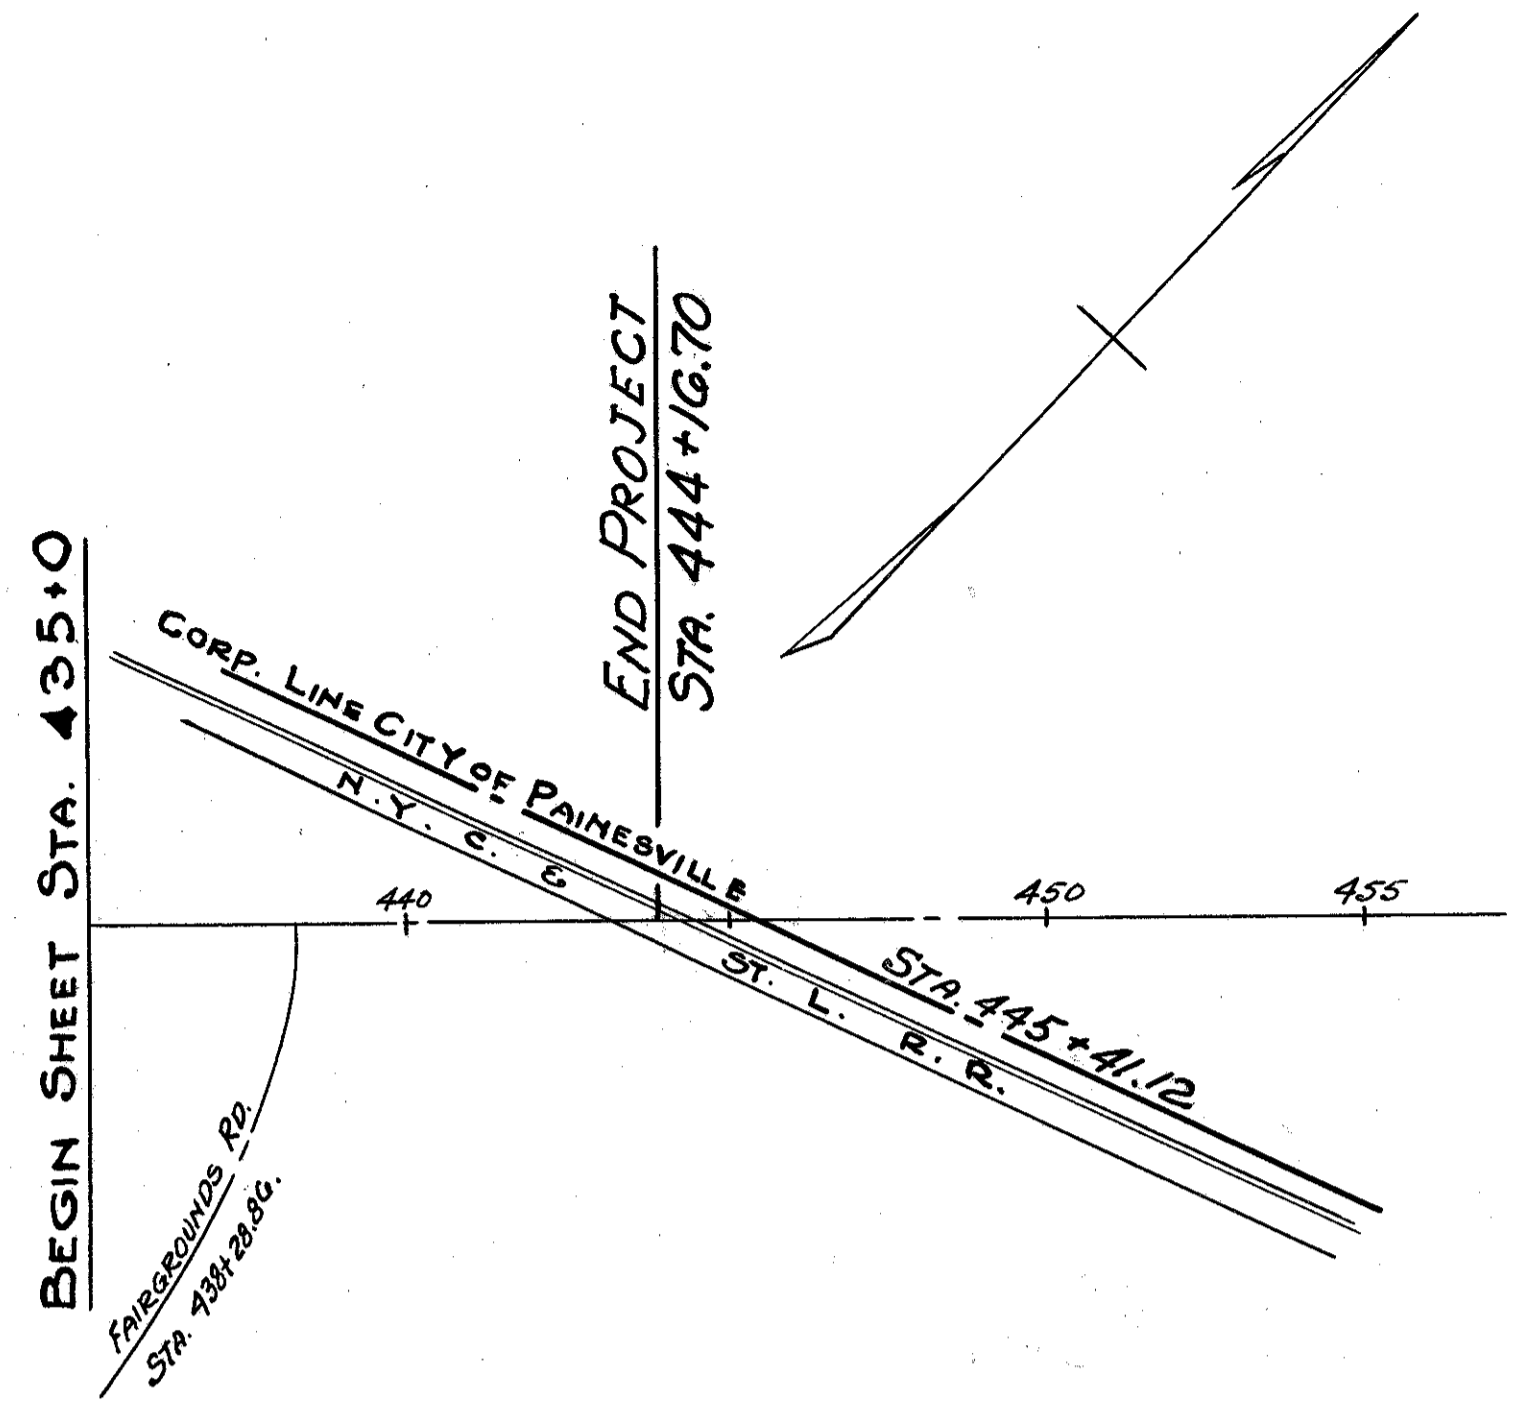 BEGIN SHEET STA. 435+0
END PROJECT
STA. 444+16.70
CORP. LINE CITY OF PAINESVILLE
STA. 445+41.12
N.Y. C. & ST. L. R. R.
440
450
455
FAIRGROUNDS RD.
STA. 438+28.86.